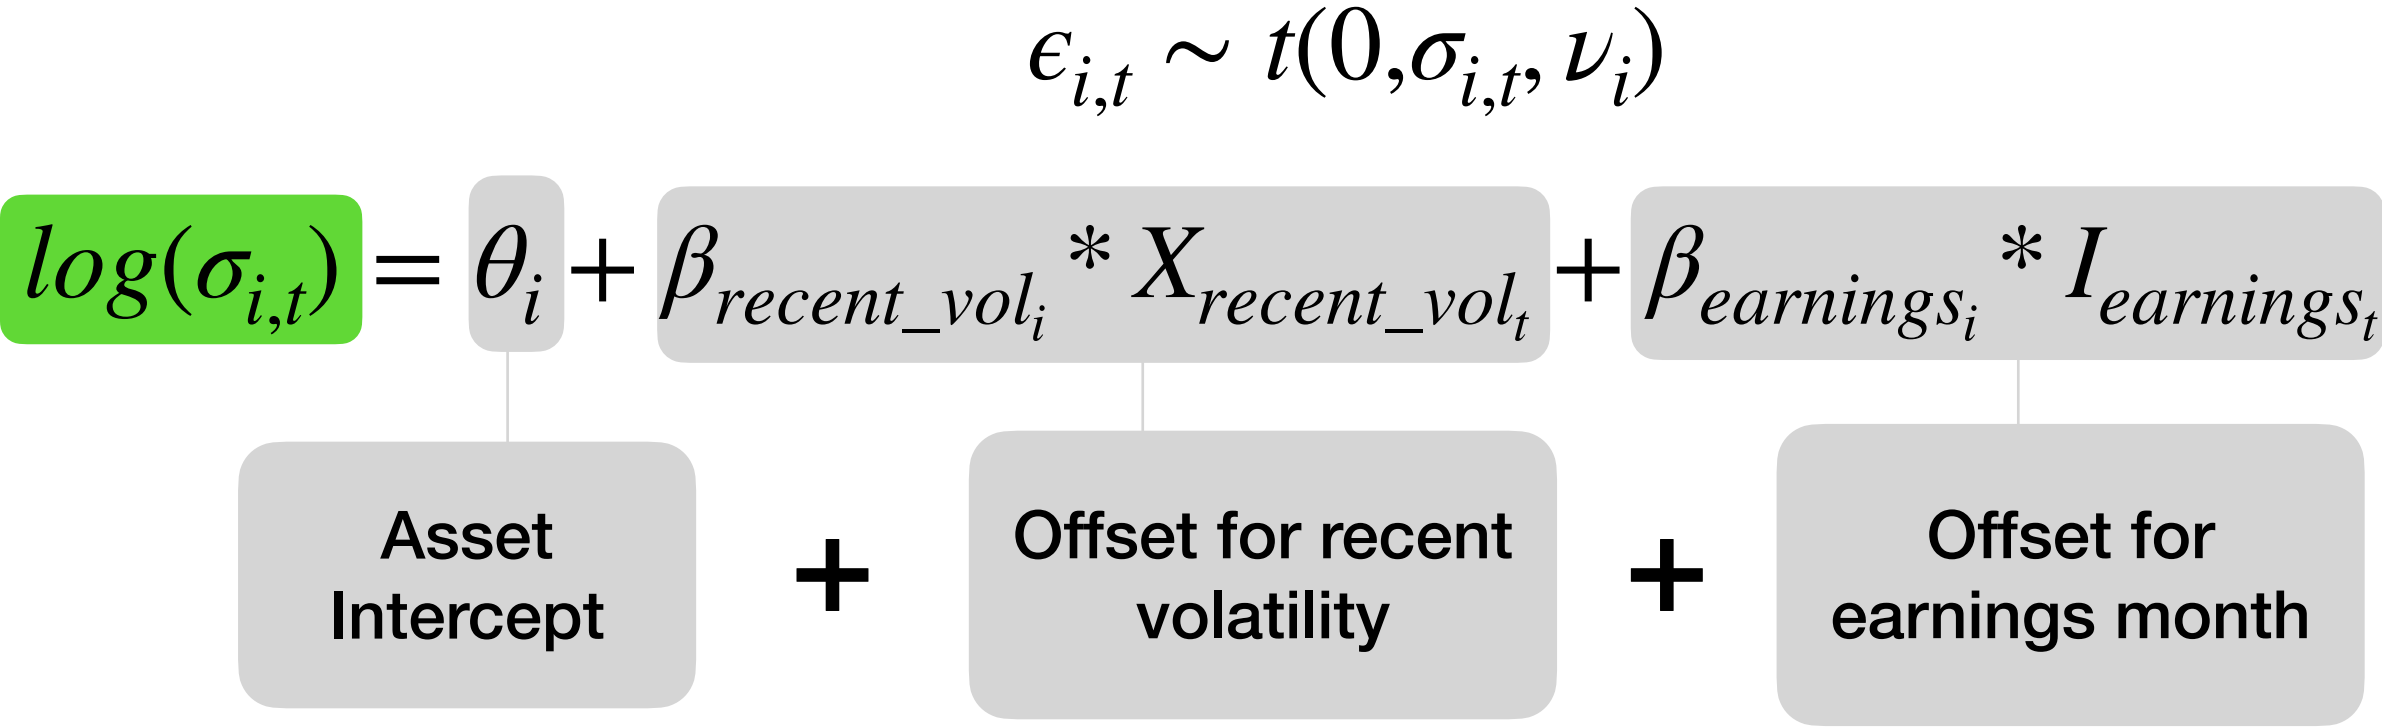 ϵ_{i,t} ∼ t(0,σ_{i,t}, ν_i)
log(σ_{i,t}) = θ_i + β_{recent_vol_i} * X_{recent_vol_t} + β_{earnings_i} * I_{earnings_t}
Asset
Intercept
+
Offset for recent
volatility
+
Offset for
earnings month